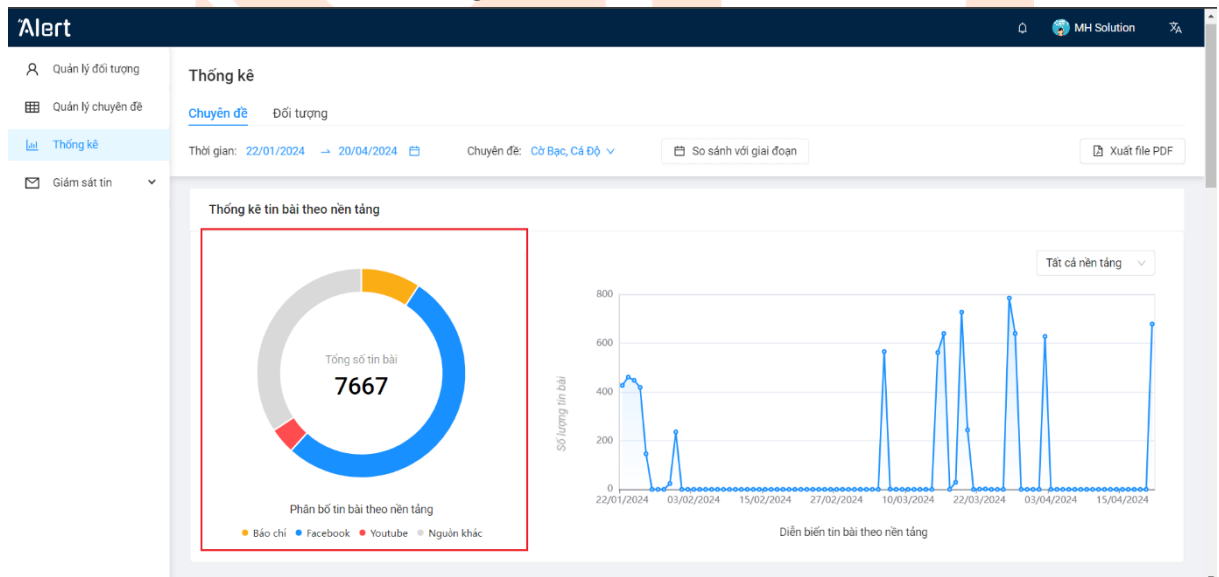 Alert
MH Solution
Quản lý đối tượng
Quản lý chuyên đề
Thống kê
Giám sát tin
Thống kê
Chuyên đề Đối tượng
Thời gian: 22/01/2024 → 20/04/2024 Chuyên đề: Cờ Bạc, Cá Độ So sánh với giai đoạn Xuất file PDF
Thống kê tin bài theo nền tảng
Tổng số tin bài
7667
Phân bố tin bài theo nền tảng
Báo chí Facebook Youtube Nguồn khác
Tất cả nền tảng
Số lượng tin bài
800
600
400
200
0
22/01/2024 03/02/2024 15/02/2024 27/02/2024 10/03/2024 22/03/2024 03/04/2024 15/04/2024
Diễn biến tin bài theo nền tảng